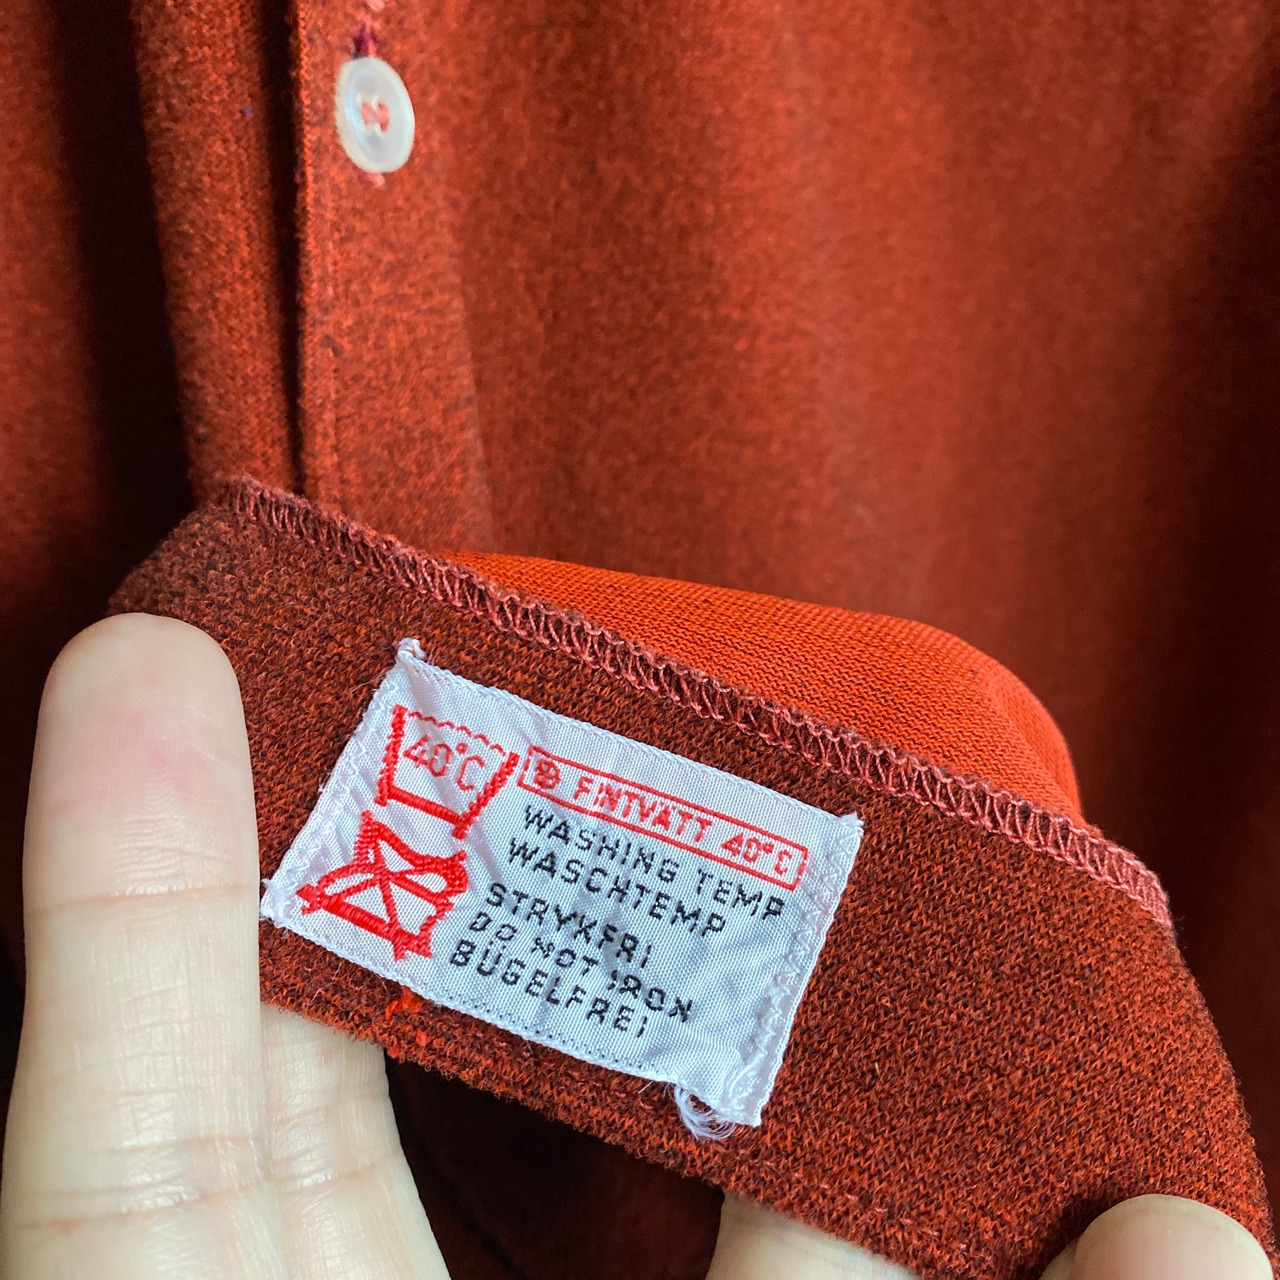 40°C
FINTVÄTT 40°C
WASHING TEMP
WASCHTEMP
STRYKFRI
DO NOT IRON
BÜGELFREI